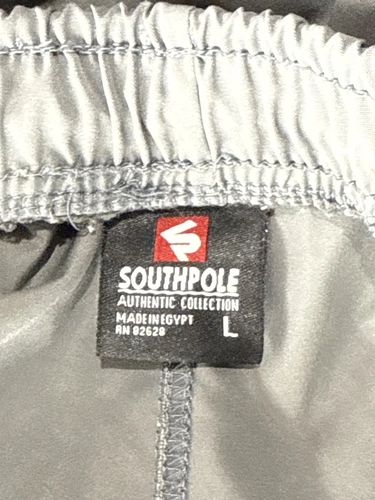 SOUTHPOLE
AUTHENTIC COLLECTION
MADE IN EGYPT
RN 82628
L